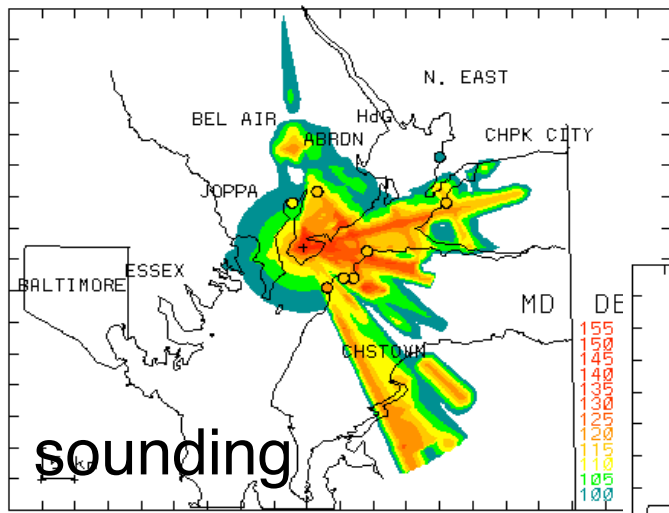 N. EAST
BEL AIR
HdG
ABRDN
CHPK CITY
JOPPA
ESSEX
BALTIMORE
MD DE
CHSTOWN
155
150
145
140
135
130
125
120
115
110
105
100
sounding